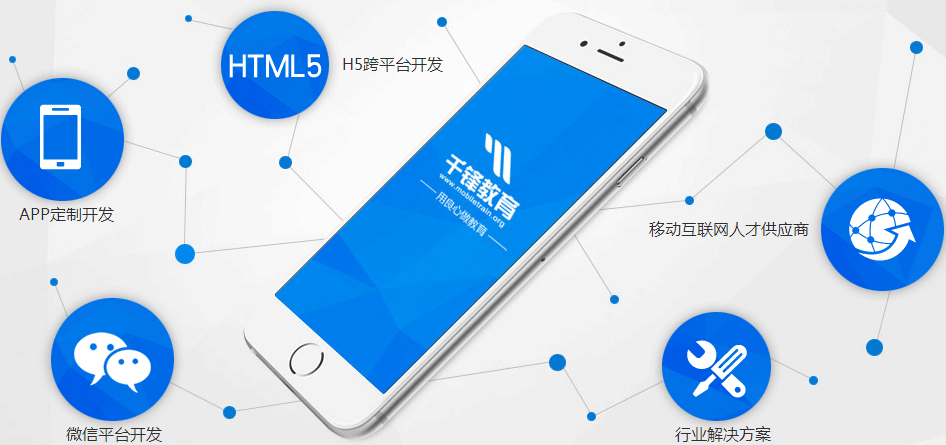 HTML5
H5跨平台开发
APP定制开发
千锋教育
www.mobiletrain.org
用良心做教育
移动互联网人才供应商
微信平台开发
行业解决方案